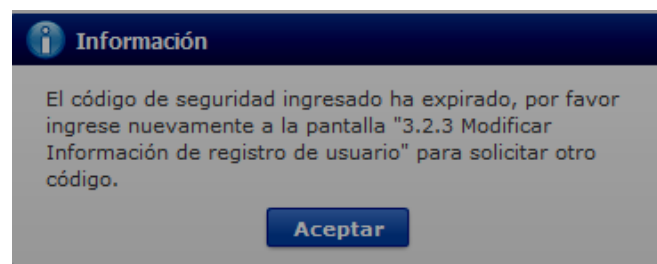 Información
El código de seguridad ingresado ha expirado, por favor
ingrese nuevamente a la pantalla "3.2.3 Modificar
Información de registro de usuario" para solicitar otro
código.
Aceptar